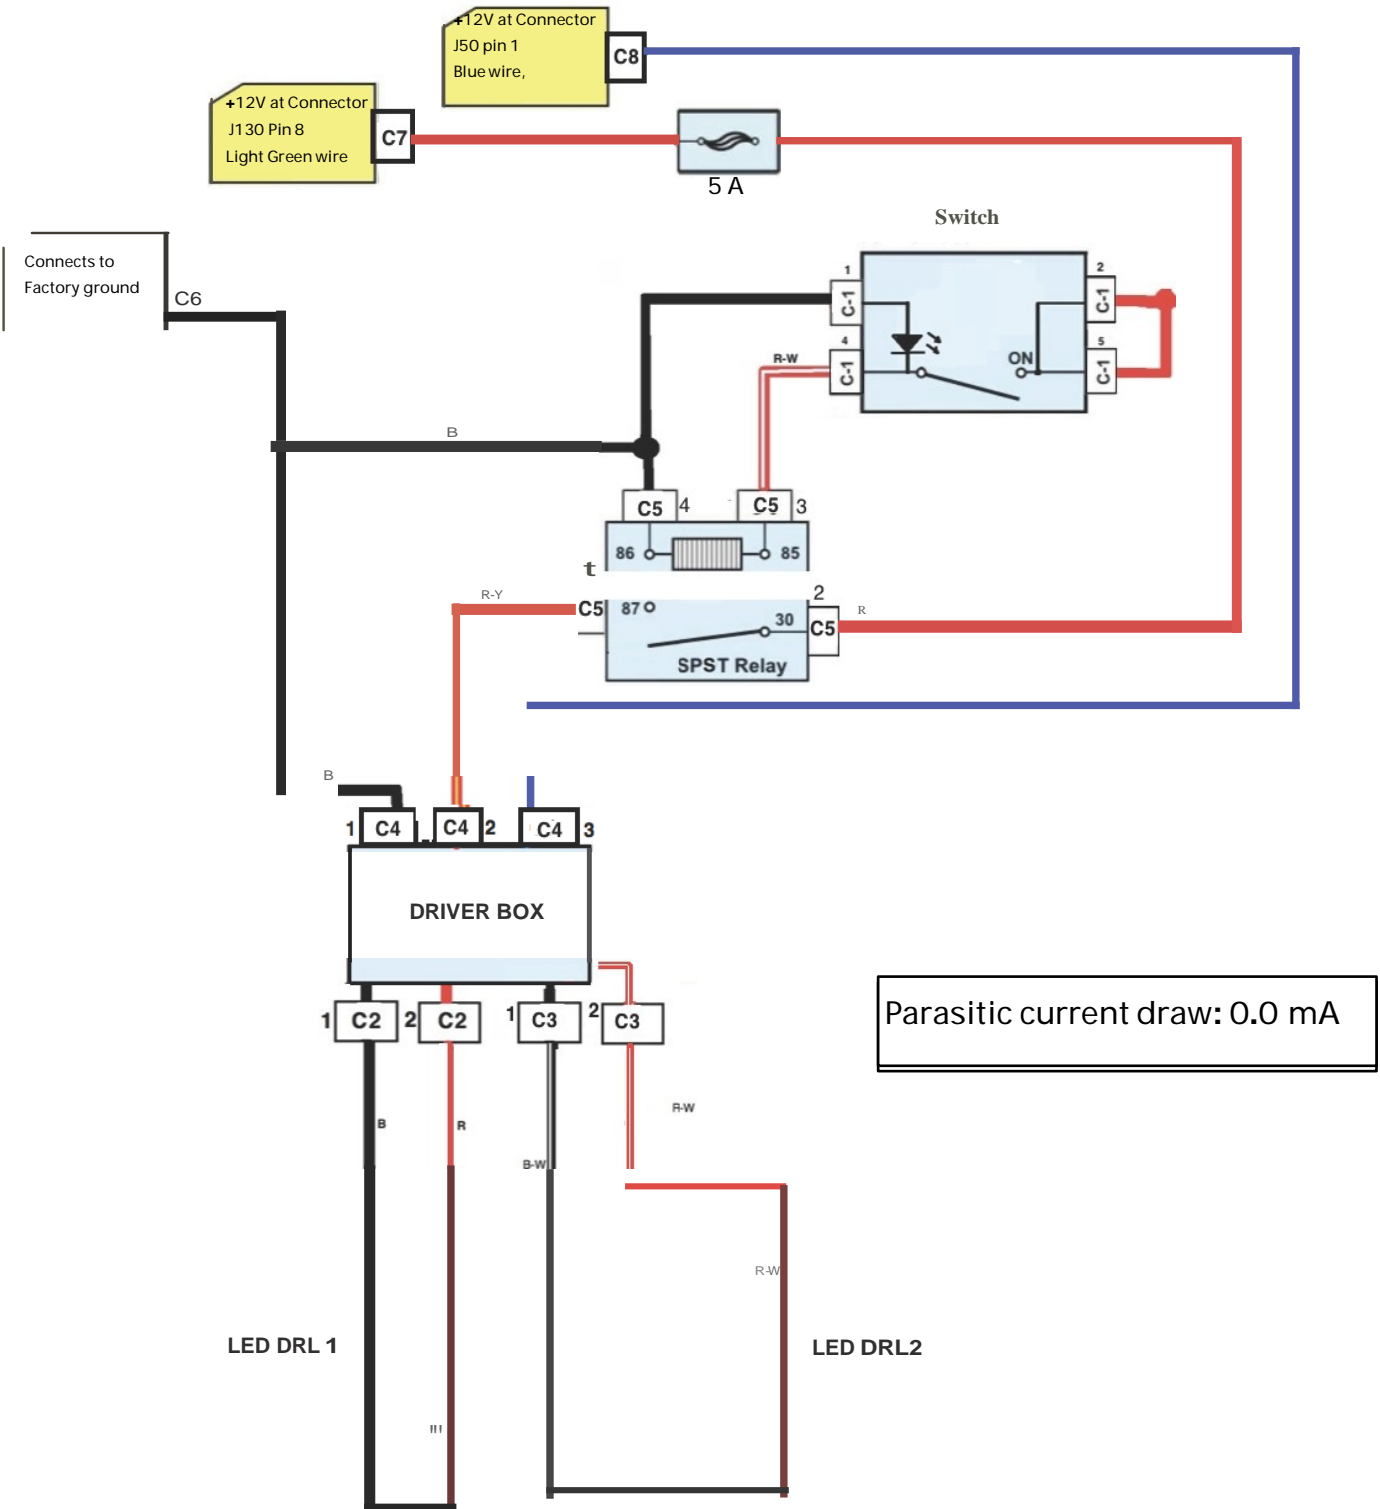 +12V at Connector
J50 pin 1
Blue wire,
C8
+12V at Connector
J130 Pin 8
Light Green wire
C7
5 A
Switch
Connects to
Factory ground
C6
1
C-1
2
C-1
4
C-1
ON
5
C-1
R-W
B
C5 4
C5 3
86
85
t
R-Y
C5
87
30
2
C5
R
SPST Relay
B
1 C4
C4 2
C4 3
DRIVER BOX
1 C2
2 C2
1 C3
2 C3
Parasitic current draw: 0.0 mA
B
R
B-W
R-W
R-W
LED DRL 1
LED DRL2
"'